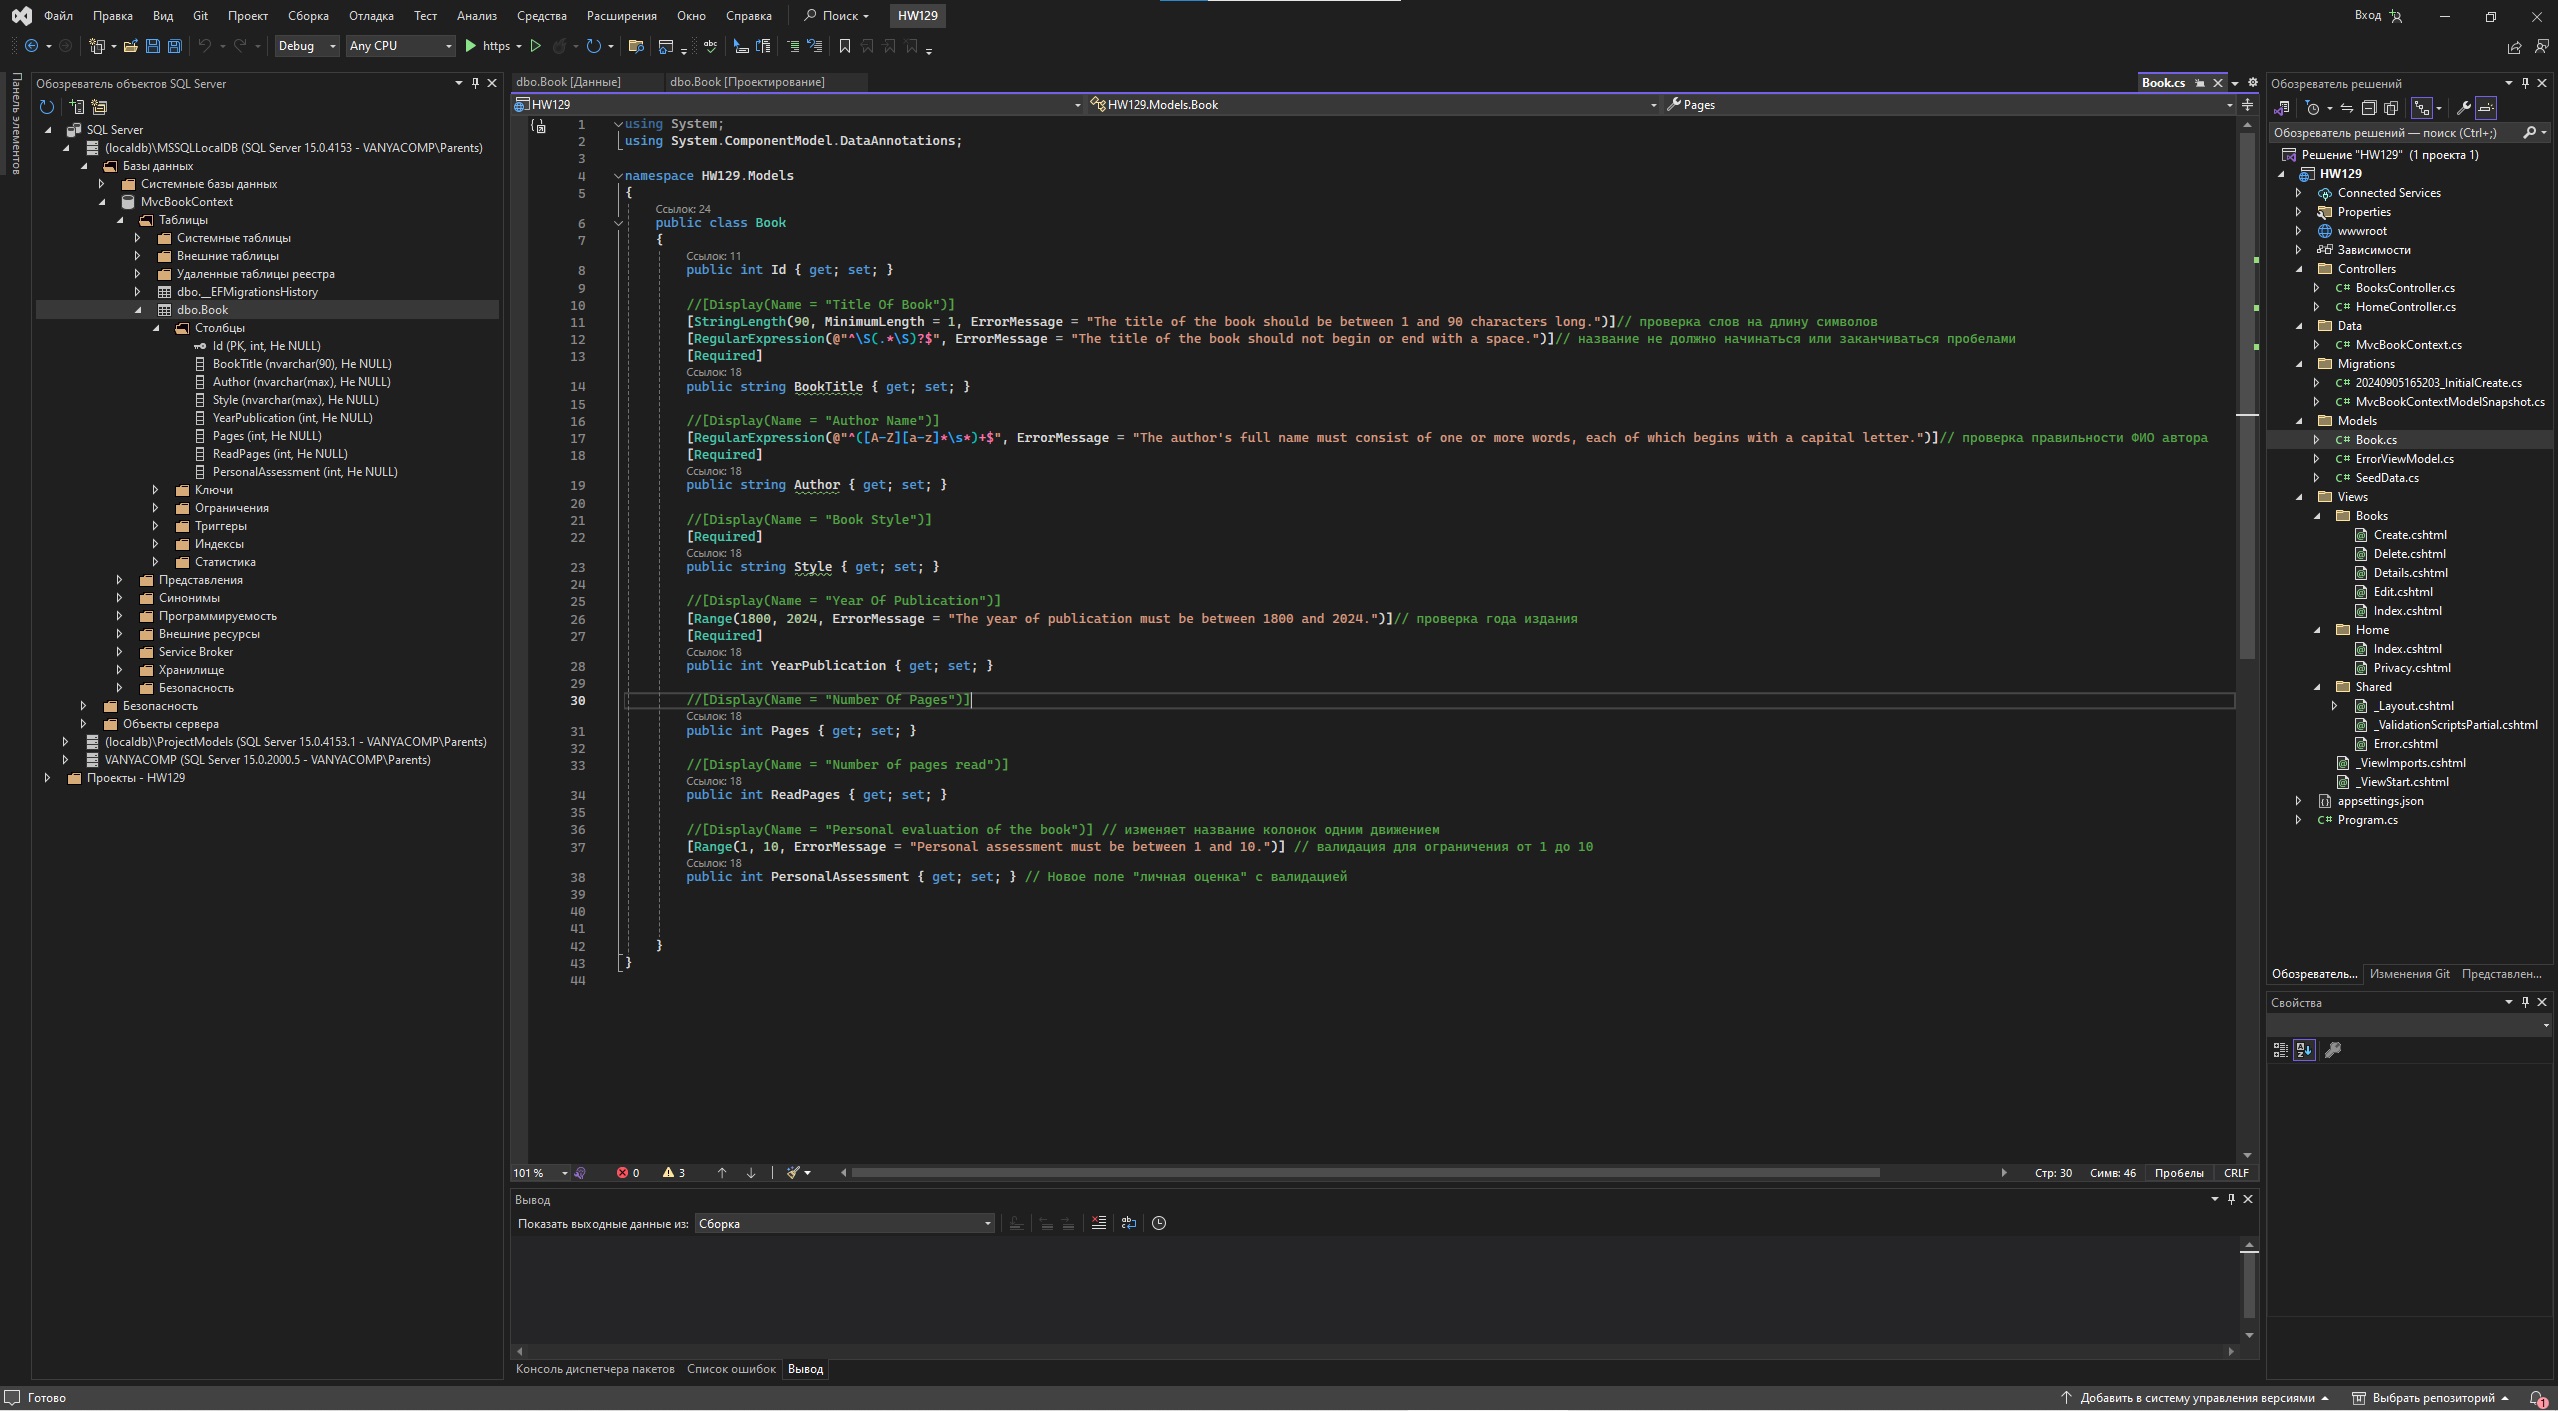 Файл Правка Вид Git Проект Сборка Отладка Тест Анализ Средства Расширения Окно Справка Поиск HW129 Вход
Debug Any CPU https
Панель элементов
Обозреватель объектов SQL Server
SQL Server
(localdb)\MSSQLLocalDB (SQL Server 15.0.4153 - VANYACOMP\Parents)
Базы данных
Системные базы данных
MvcBookContext
Таблицы
Системные таблицы
Внешние таблицы
Удаленные таблицы реестра
dbo.__EFMigrationsHistory
dbo.Book
Столбцы
Id (PK, int, Не NULL)
BookTitle (nvarchar(90), Не NULL)
Author (nvarchar(max), Не NULL)
Style (nvarchar(max), Не NULL)
YearPublication (int, Не NULL)
Pages (int, Не NULL)
ReadPages (int, Не NULL)
PersonalAssessment (int, Не NULL)
Ключи
Ограничения
Триггеры
Индексы
Статистика
Представления
Синонимы
Программируемость
Внешние ресурсы
Service Broker
Хранилище
Безопасность
Безопасность
Объекты сервера
(localdb)\ProjectModels (SQL Server 15.0.4153.1 - VANYACOMP\Parents)
VANYACOMP (SQL Server 15.0.2000.5 - VANYACOMP\Parents)
Проекты - HW129
dbo.Book [Данные] dbo.Book [Проектирование] Book.cs
HW129 HW129.Models.Book Pages
1 using System;
2 using System.ComponentModel.DataAnnotations;
3
4 namespace HW129.Models
5 {
Ссылок: 24
6 public class Book
7 {
Ссылок: 11
8 public int Id { get; set; }
9
10 //[Display(Name = "Title Of Book")]
11 [StringLength(90, MinimumLength = 1, ErrorMessage = "The title of the book should be between 1 and 90 characters long.")]// проверка слов на длину символов
12 [RegularExpression(@"^\S(.*\S)?$", ErrorMessage = "The title of the book should not begin or end with a space.")]// название не должно начинаться или заканчиваться пробелами
13 [Required]
Ссылок: 18
14 public string BookTitle { get; set; }
15
16 //[Display(Name = "Author Name")]
17 [RegularExpression(@"^([A-Z][a-z]*\s*)+$", ErrorMessage = "The author's full name must consist of one or more words, each of which begins with a capital letter.")]// проверка правильности ФИО автора
18 [Required]
Ссылок: 18
19 public string Author { get; set; }
20
21 //[Display(Name = "Book Style")]
22 [Required]
Ссылок: 18
23 public string Style { get; set; }
24
25 //[Display(Name = "Year Of Publication")]
26 [Range(1800, 2024, ErrorMessage = "The year of publication must be between 1800 and 2024.")]// проверка года издания
27 [Required]
Ссылок: 18
28 public int YearPublication { get; set; }
29
30 //[Display(Name = "Number Of Pages")]
Ссылок: 18
31 public int Pages { get; set; }
32
33 //[Display(Name = "Number of pages read")]
Ссылок: 18
34 public int ReadPages { get; set; }
35
36 //[Display(Name = "Personal evaluation of the book")] // изменяет название колонок одним движением
37 [Range(1, 10, ErrorMessage = "Personal assessment must be between 1 and 10.")] // валидация для ограничения от 1 до 10
Ссылок: 18
38 public int PersonalAssessment { get; set; } // Новое поле "личная оценка" с валидацией
39
40
41
42 }
43 }
44
101 % 0 3 Стр: 30 Симв: 46 Пробелы CRLF
Вывод
Показать выходные данные из: Сборка
Консоль диспетчера пакетов Список ошибок Вывод
Обозреватель решений
Обозреватель решений — поиск (Ctrl+;)
Решение "HW129" (1 проекта 1)
HW129
Connected Services
Properties
wwwroot
Зависимости
Controllers
C# BooksController.cs
C# HomeController.cs
Data
C# MvcBookContext.cs
Migrations
C# 20240905165203_InitialCreate.cs
C# MvcBookContextModelSnapshot.cs
Models
C# Book.cs
C# ErrorViewModel.cs
C# SeedData.cs
Views
Books
Create.cshtml
Delete.cshtml
Details.cshtml
Edit.cshtml
Index.cshtml
Home
Index.cshtml
Privacy.cshtml
Shared
_Layout.cshtml
_ValidationScriptsPartial.cshtml
Error.cshtml
_ViewImports.cshtml
_ViewStart.cshtml
appsettings.json
C# Program.cs
Обозреватель... Изменения Git Представлен...
Свойства
Готово Добавить в систему управления версиями Выбрать репозиторий 1